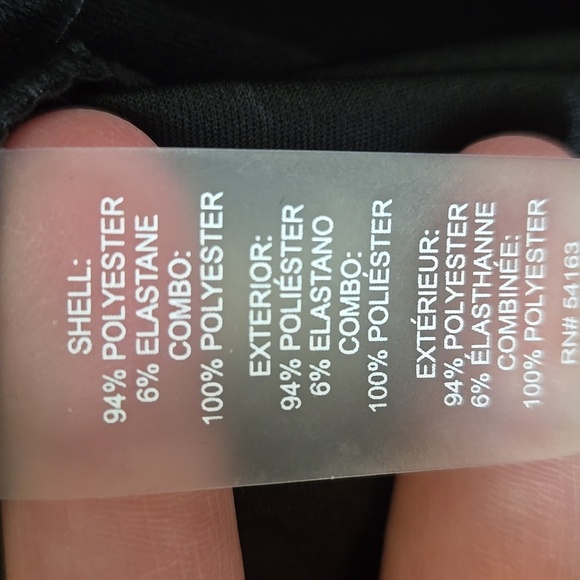 SHELL:
94% POLYESTER
6% ELASTANE
COMBO:
100% POLYESTER
EXTERIOR:
94% POLIÉSTER
6% ELASTANO
COMBO:
100% POLIÉSTER
EXTÉRIEUR:
94% POLYESTER
6% ÉLASTHANNE
COMBINÉE:
100% POLYESTER
RN# 54163